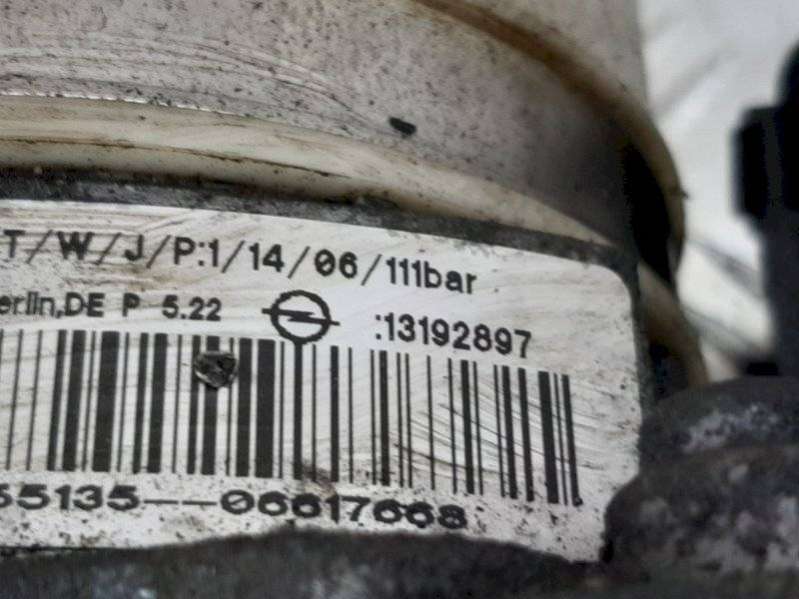 T/W/J/P:1/14/06/111bar
erlin,DE P 5.22 :13192897
55135--06617668